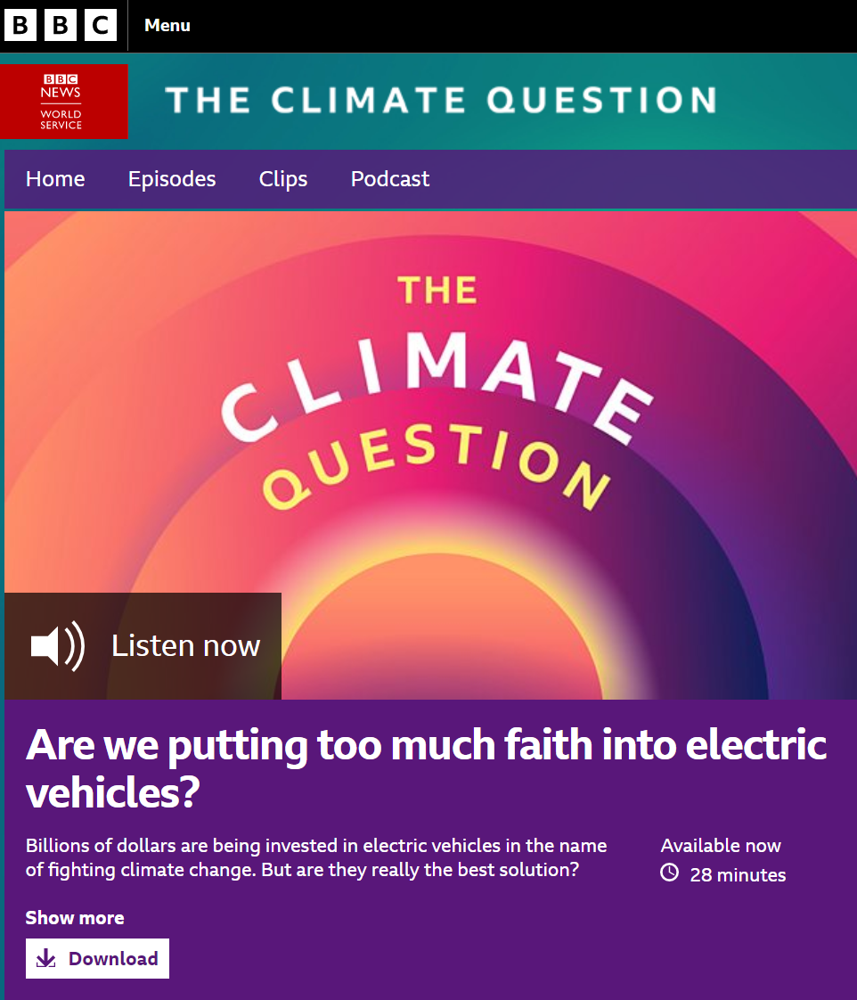 BBC Menu
BBC
NEWS
WORLD
SERVICE
THE CLIMATE QUESTION
Home Episodes Clips Podcast
THE
CLIMATE
QUESTION
Listen now
Are we putting too much faith into electric
vehicles?
Billions of dollars are being invested in electric vehicles in the name
of fighting climate change. But are they really the best solution?
Available now
28 minutes
Show more
Download